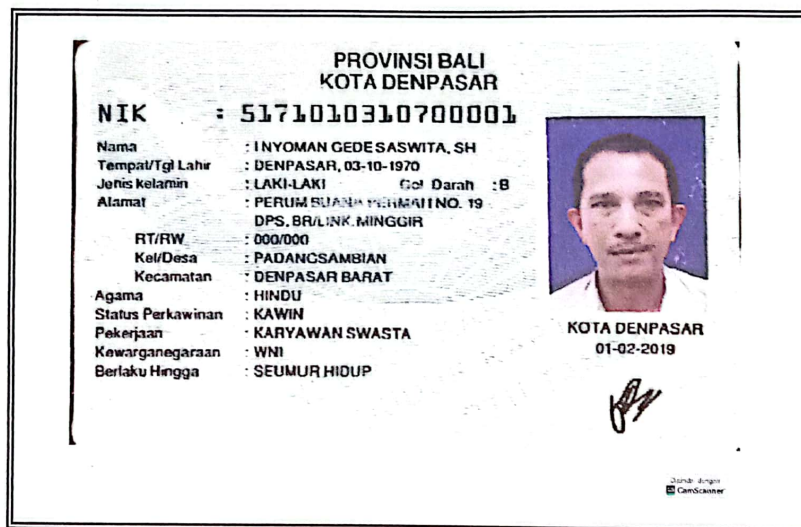 PROVINSI BALI
KOTA DENPASAR
NIK : 5171010310700001
Nama : I NYOMAN GEDE SASWITA, SH
Tempat/Tgl Lahir : DENPASAR, 03-10-1970
Jenis kelamin : LAKI-LAKI Gol Darah : B
Alamat : PERUM BUANA PERMAI I NO. 19
DPS, BR/LINK. MINGGIR
RT/RW : 000/000
Kel/Desa : PADANGSAMBIAN
Kecamatan : DENPASAR BARAT
Agama : HINDU
Status Perkawinan : KAWIN
Pekerjaan : KARYAWAN SWASTA
Kewarganegaraan : WNI
Berlaku Hingga : SEUMUR HIDUP
KOTA DENPASAR
01-02-2019
CamScanner